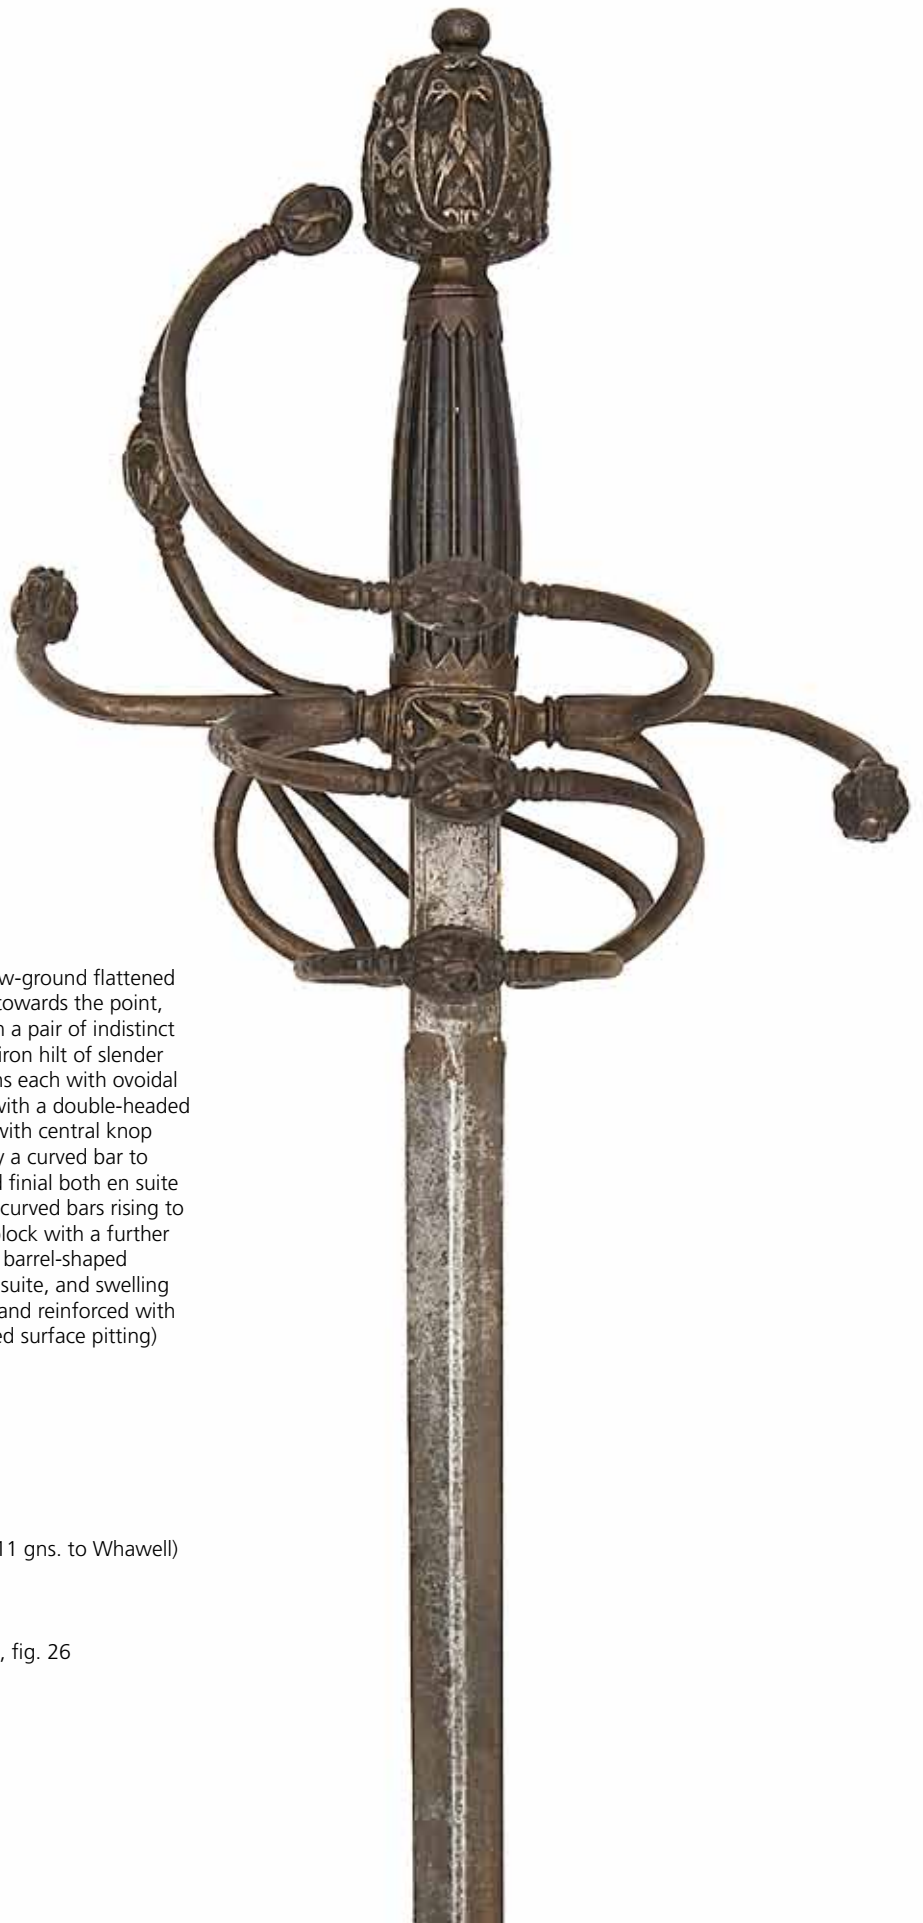 w-ground flattened
towards the point,
n a pair of indistinct
iron hilt of slender
ns each with ovoidal
with a double-headed
with central knop
y a curved bar to
d finial both en suite
curved bars rising to
block with a further
barrel-shaped
suite, and swelling
and reinforced with
ed surface pitting)
11 gns. to Whawell)
, fig. 26